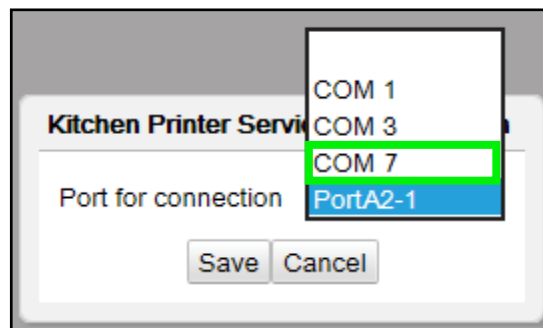 COM 1
Kitchen Printer Servi COM 3
COM 7
Port for connection PortA2-1
Save Cancel